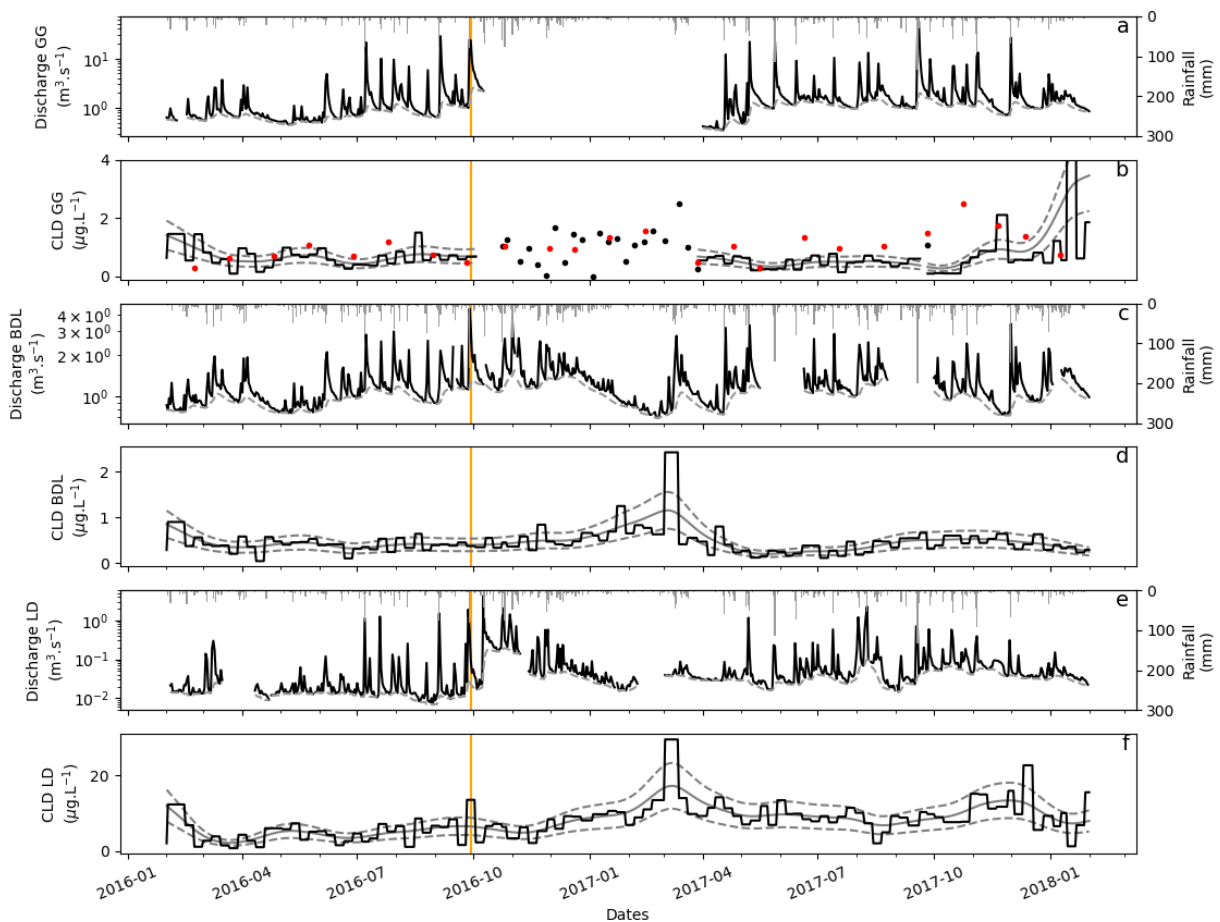 a
Discharge GG
(m³.s⁻¹)
10¹
10⁰
0
100
200
300
Rainfall
(mm)
b
CLD GG
(µg.L⁻¹)
4
2
0
c
Discharge BDL
(m³.s⁻¹)
4 × 10⁰
3 × 10⁰
2 × 10⁰
10⁰
0
100
200
300
Rainfall
(mm)
d
CLD BDL
(µg.L⁻¹)
2
1
0
e
Discharge LD
(m³.s⁻¹)
10⁰
10⁻¹
10⁻²
0
100
200
300
Rainfall
(mm)
f
CLD LD
(µg.L⁻¹)
20
0
2016-01 2016-04 2016-07 2016-10 2017-01 2017-04 2017-07 2017-10 2018-01
Dates